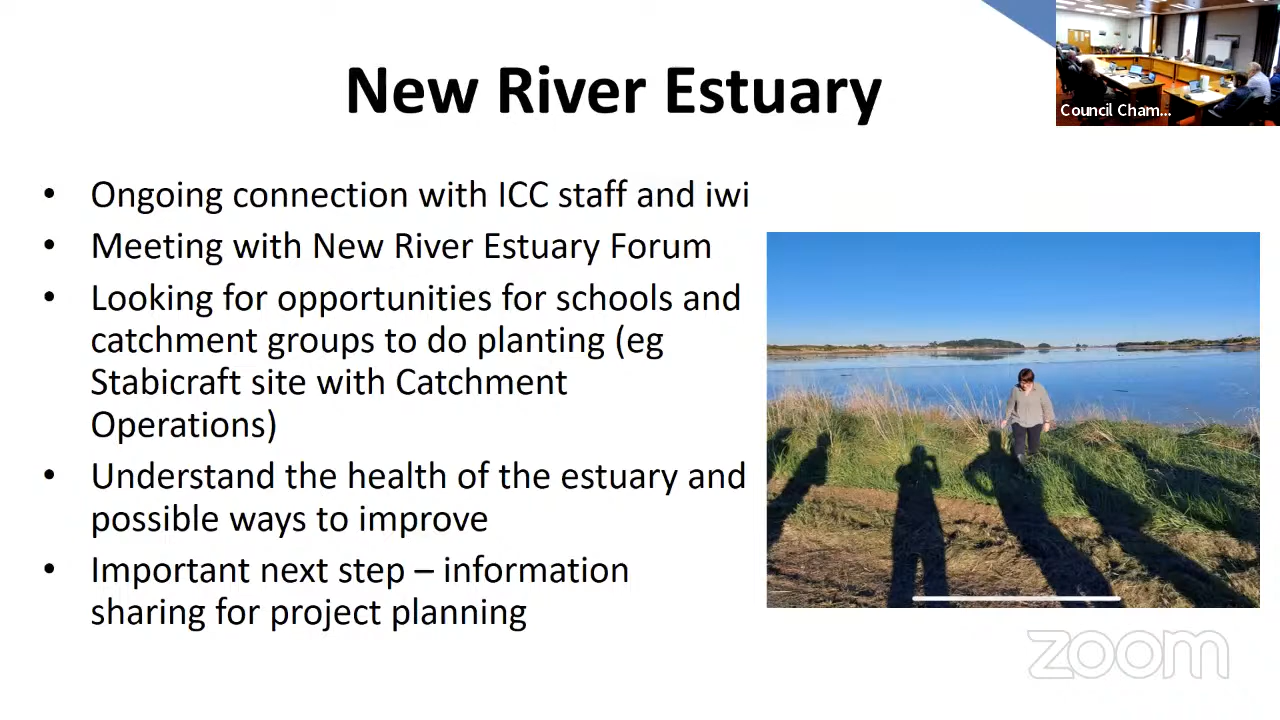 New River Estuary
Council Cham...
• Ongoing connection with ICC staff and iwi
• Meeting with New River Estuary Forum
• Looking for opportunities for schools and
catchment groups to do planting (eg
Stabicraft site with Catchment
Operations)
• Understand the health of the estuary and
possible ways to improve
• Important next step – information
sharing for project planning
zoom